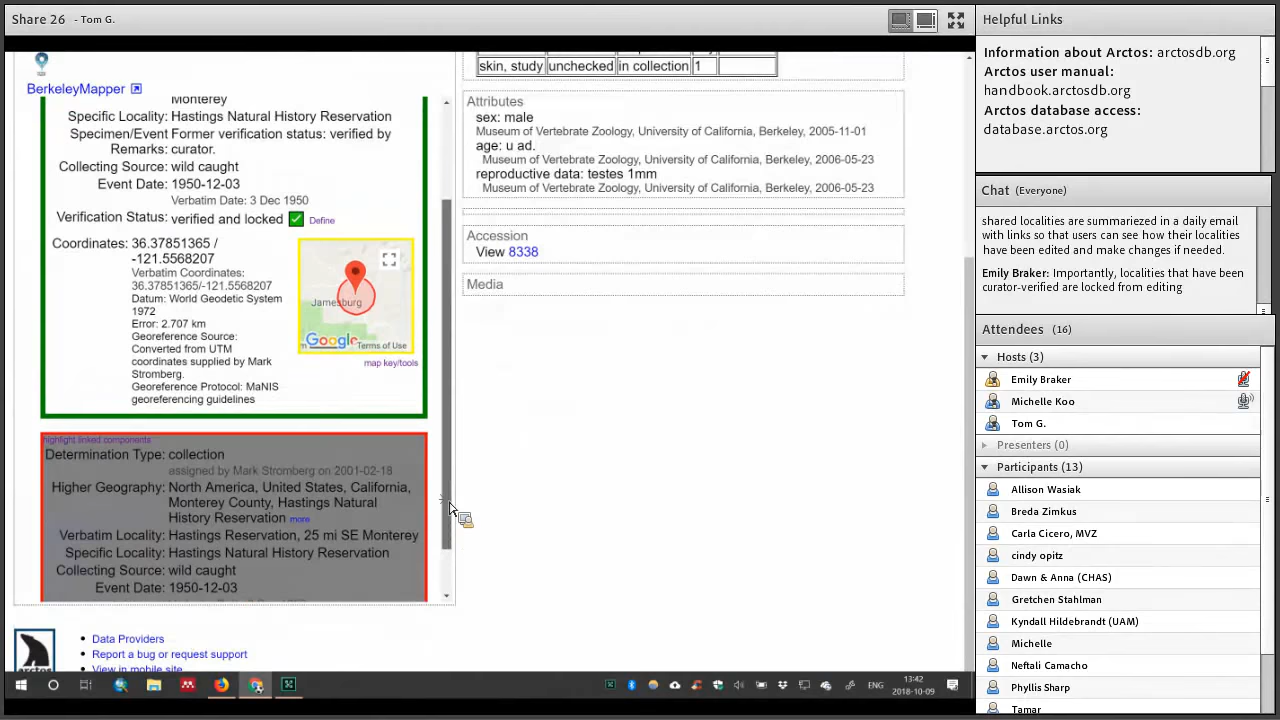 Share 26 - Tom G.
BerkeleyMapper
Monterey
Specific Locality: Hastings Natural History Reservation
Specimen/Event Former verification status: verified by
Remarks: curator.
Collecting Source: wild caught
Event Date: 1950-12-03
Verbatim Date: 3 Dec 1950
Verification Status: verified and locked Define
Coordinates: 36.37851365 /
-121.5568207
Verbatim Coordinates:
36.37851365/-121.5568207
Datum: World Geodetic System
1972
Error: 2.707 km
Georeference Source:
Converted from UTM
coordinates supplied by Mark
Stromberg.
Georeference Protocol: MaNIS
georeferencing guidelines
Jamesburg
Google
Terms of Use
map key/tools
highlight linked components
Determination Type: collection
assigned by Mark Stromberg on 2001-02-18
Higher Geography: North America, United States, California,
Monterey County, Hastings Natural
History Reservation more
Verbatim Locality: Hastings Reservation, 25 mi SE Monterey
Specific Locality: Hastings Natural History Reservation
Collecting Source: wild caught
Event Date: 1950-12-03
Data Providers
Report a bug or request support
View in mobile site
arctos
skin, study unchecked in collection 1
Attributes
sex: male
Museum of Vertebrate Zoology, University of California, Berkeley, 2005-11-01
age: u ad.
Museum of Vertebrate Zoology, University of California, Berkeley, 2006-05-23
reproductive data: testes 1mm
Museum of Vertebrate Zoology, University of California, Berkeley, 2006-05-23
Accession
View 8338
Media
ENG
13:42
2018-10-09
Helpful Links
Information about Arctos: arctosdb.org
Arctos user manual:
handbook.arctosdb.org
Arctos database access:
database.arctos.org
Chat (Everyone)
shared localities are summariezed in a daily email
with links so that users can see how their localities
have been edited and make changes if needed
Emily Braker: Importantly, localities that have been
curator-verified are locked from editing
Attendees (16)
Hosts (3)
Emily Braker
Michelle Koo
Tom G.
Presenters (0)
Participants (13)
Allison Wasiak
Breda Zimkus
Carla Cicero, MVZ
cindy opitz
Dawn & Anna (CHAS)
Gretchen Stahlman
Kyndall Hildebrandt (UAM)
Michelle
Neftali Camacho
Phyllis Sharp
Tamar